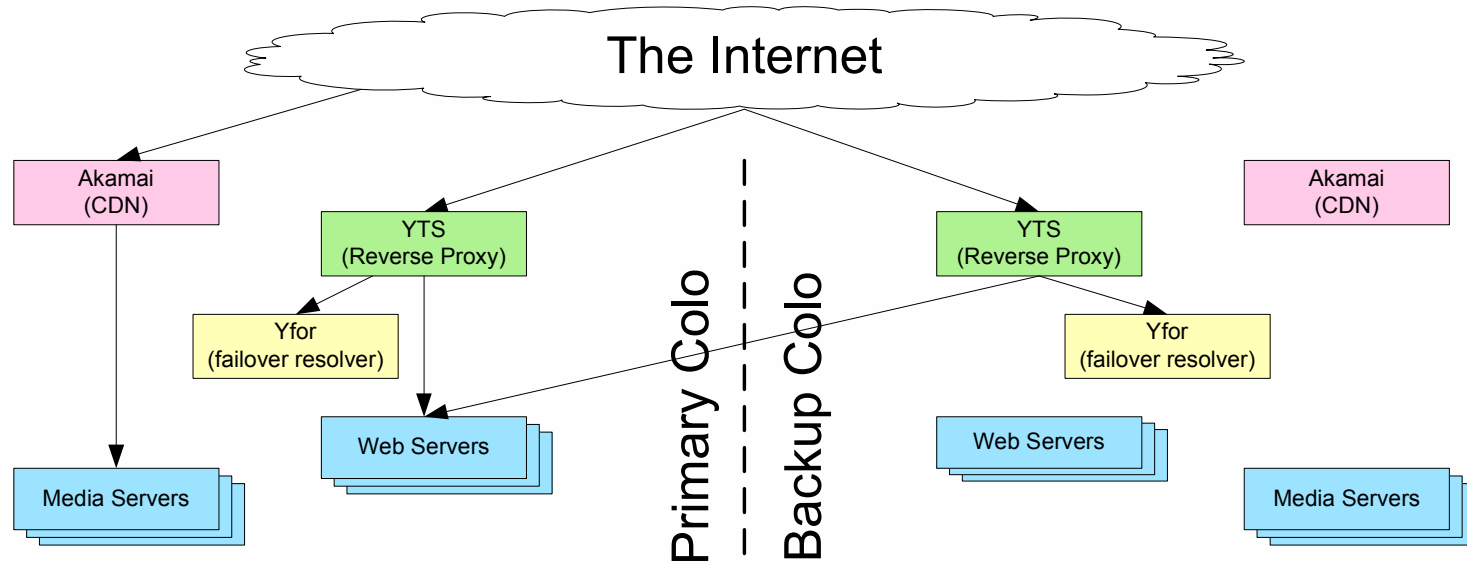 The Internet
Akamai
(CDN)
Akamai
(CDN)
YTS
(Reverse Proxy)
YTS
(Reverse Proxy)
Yfor
(failover resolver)
Yfor
(failover resolver)
Primary Colo
Backup Colo
Web Servers
Web Servers
Media Servers
Media Servers